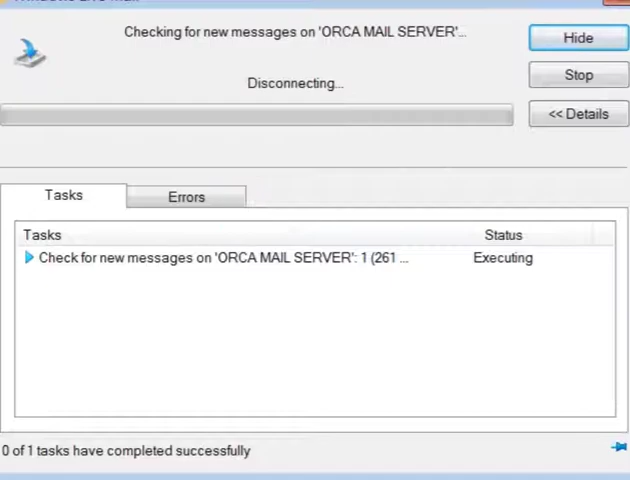 Checking for new messages on 'ORCA MAIL SERVER'...
Hide
Disconnecting...
Stop
<< Details
Tasks
Errors
Tasks
Status
Check for new messages on 'ORCA MAIL SERVER': 1 (261 ...
Executing
0 of 1 tasks have completed successfully